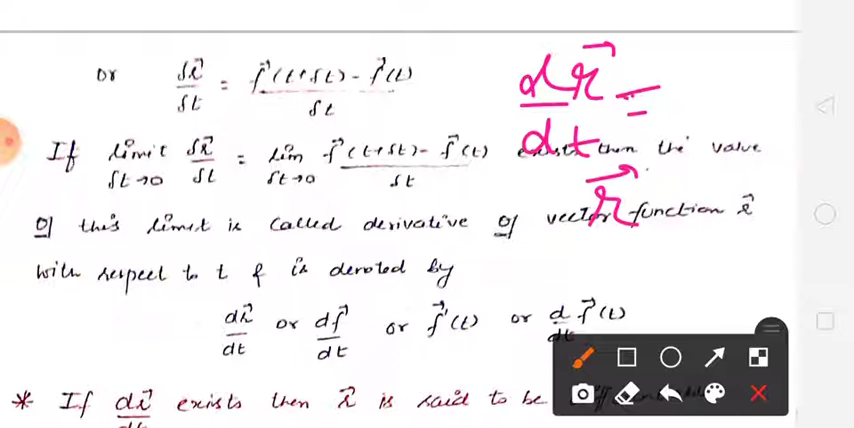 or δr⃗/δt = f⃗(t+δt) - f⃗(t)/δt
If limit δt→0 δr⃗/δt = lim δt→0 f⃗(t+δt) - f⃗(t)/δt exists then the value
of this limit is called derivative of vector function r⃗
with respect to t & is denoted by
dr⃗/dt or df⃗/dt or f⃗'(t) or d/dt f⃗(t)
* If dr⃗/dt exists then r⃗ is said to be
dr⃗/dt =
r⃗